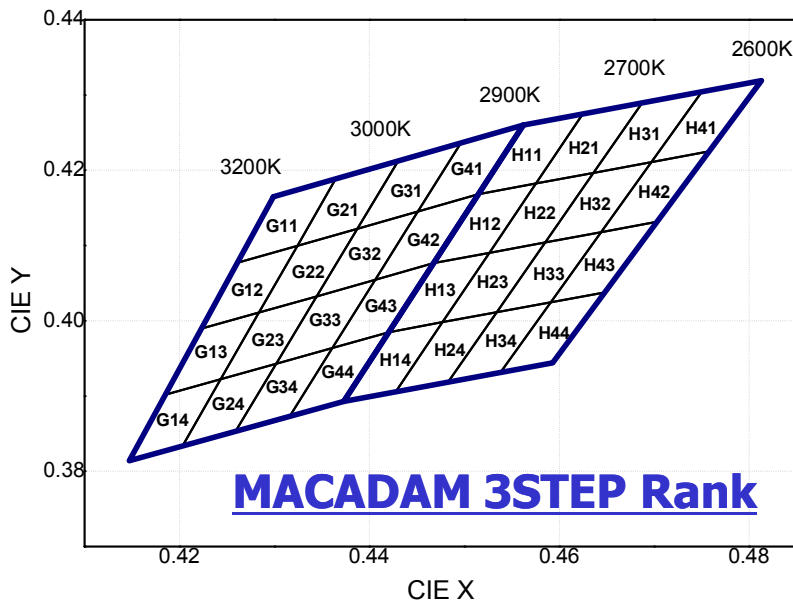 0.44
2600K
2700K
2900K
3000K
3200K
0.42
0.40
0.38
CIE Y
G11 G21 G31 G41 H11 H21 H31 H41
G12 G22 G32 G42 H12 H22 H32 H42
G13 G23 G33 G43 H13 H23 H33 H43
G14 G24 G34 G44 H14 H24 H34 H44
MACADAM 3STEP Rank
0.42 0.44 0.46 0.48
CIE X